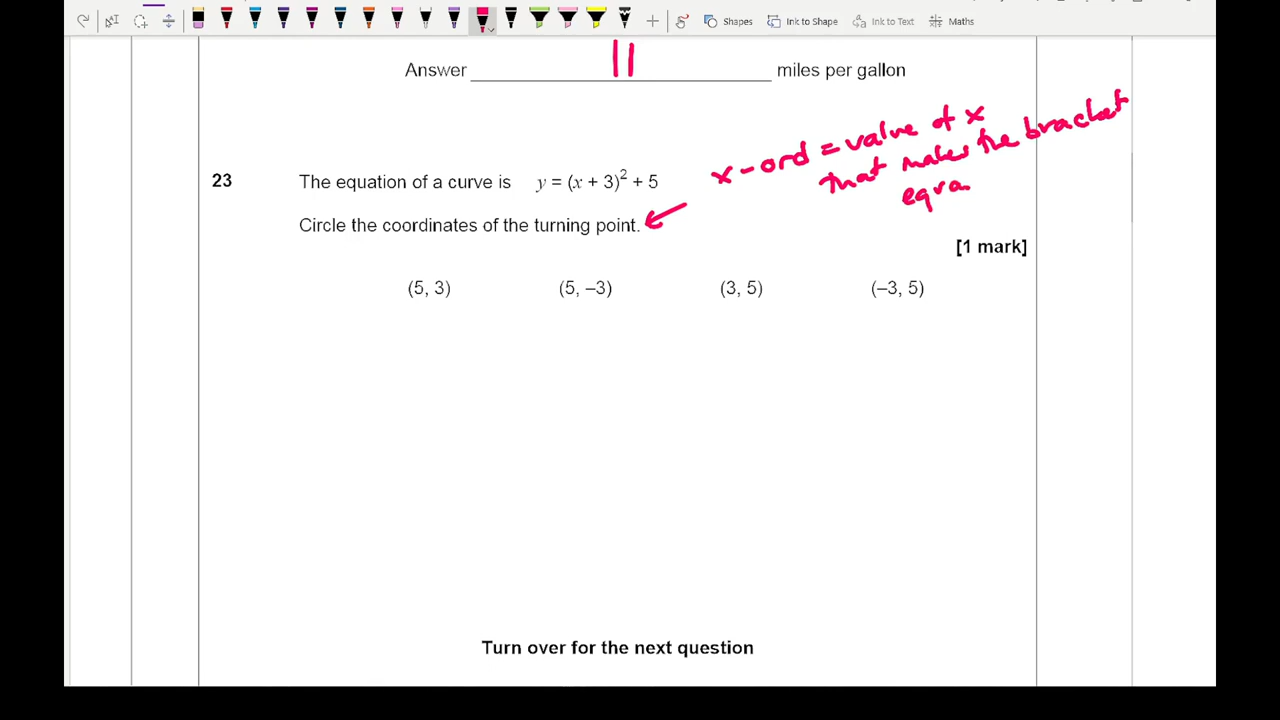 Shapes Ink to Shape Ink to Text Maths
Answer 11 miles per gallon
x-ord = value of x
that makes the bracket
equa
23 The equation of a curve is y = (x + 3)² + 5
Circle the coordinates of the turning point.
[1 mark]
(5, 3) (5, –3) (3, 5) (–3, 5)
Turn over for the next question